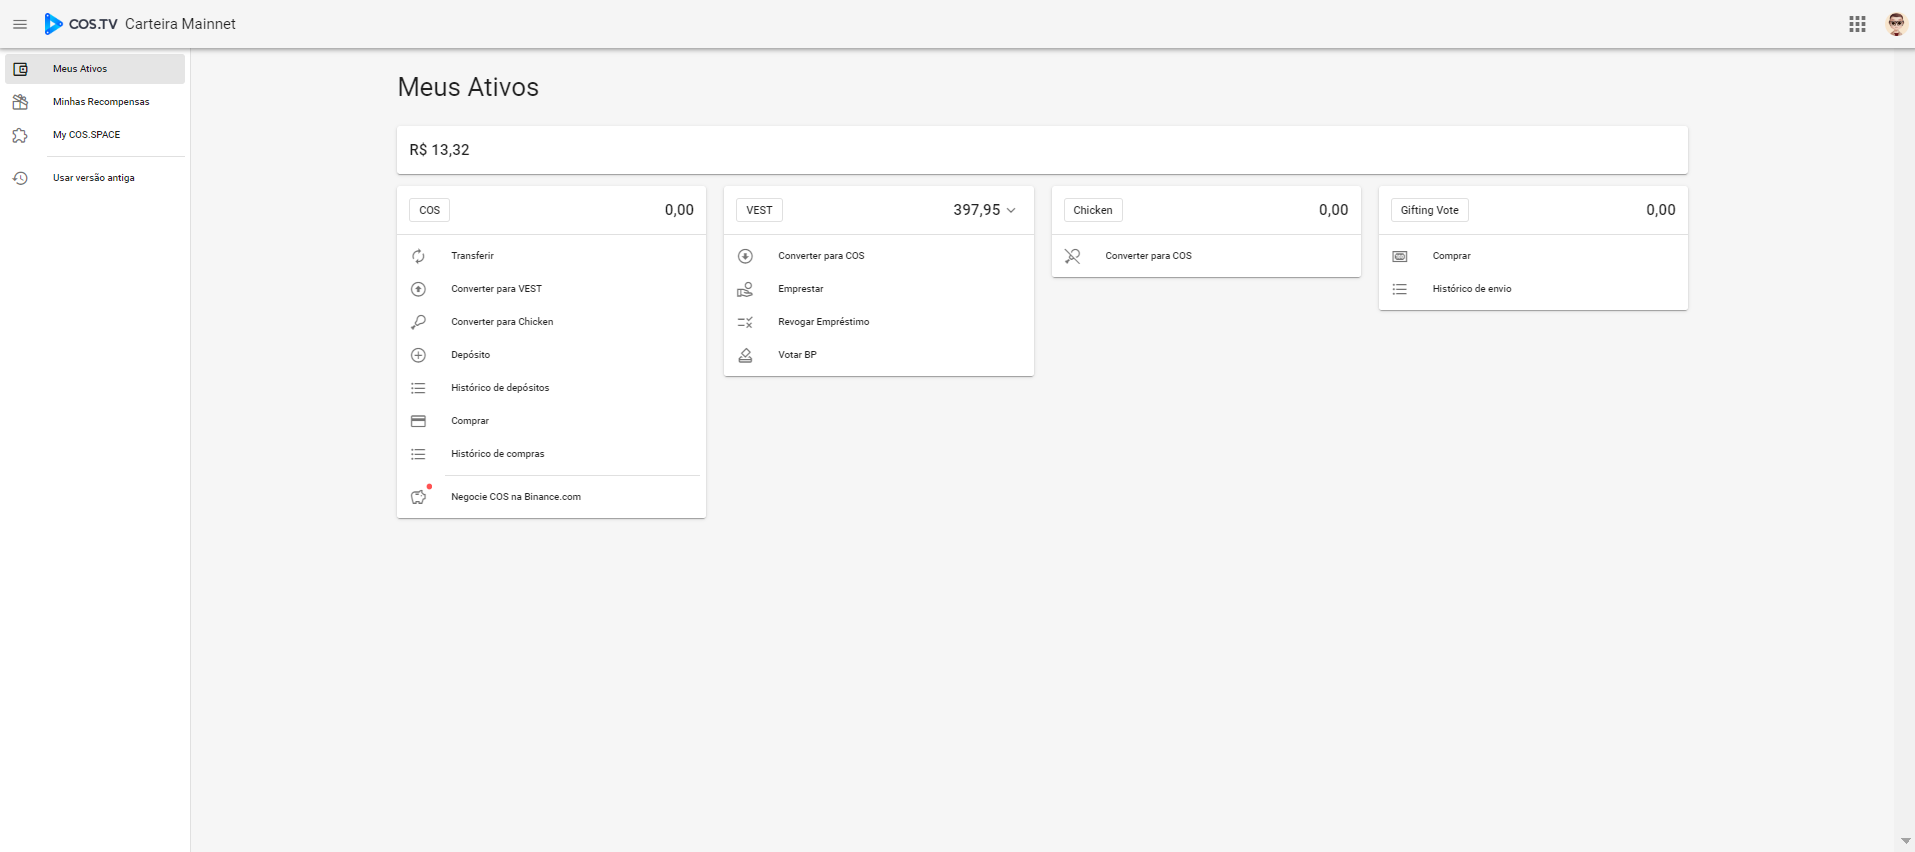 COS.TV Carteira Mainnet
Meus Ativos
Minhas Recompensas
My COS.SPACE
Usar versão antiga
Meus Ativos
R$ 13,32
COS 0,00
Transferir
Converter para VEST
Converter para Chicken
Depósito
Histórico de depósitos
Comprar
Histórico de compras
Negocie COS na Binance.com
VEST 397,95
Converter para COS
Emprestar
Revogar Empréstimo
Votar BP
Chicken 0,00
Converter para COS
Gifting Vote 0,00
Comprar
Histórico de envio